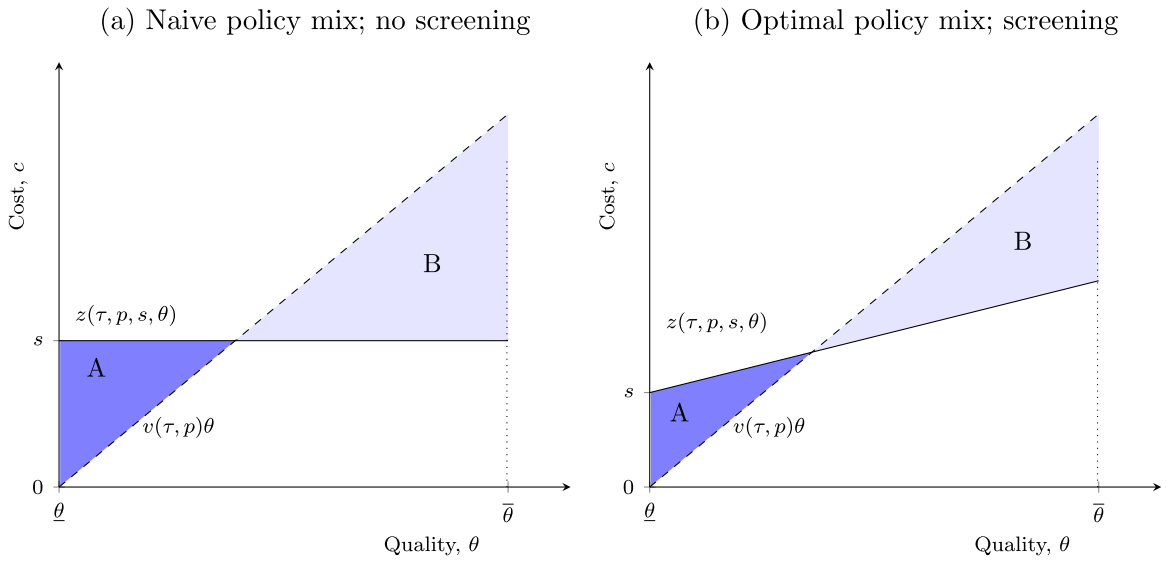 (a) Naive policy mix; no screening
Cost, c
z(τ, p, s, θ)
B
s
A
v(τ, p)θ
0
θ̲
θ̅
Quality, θ
(b) Optimal policy mix; screening
Cost, c
B
z(τ, p, s, θ)
s
A
v(τ, p)θ
0
θ̲
θ̅
Quality, θ